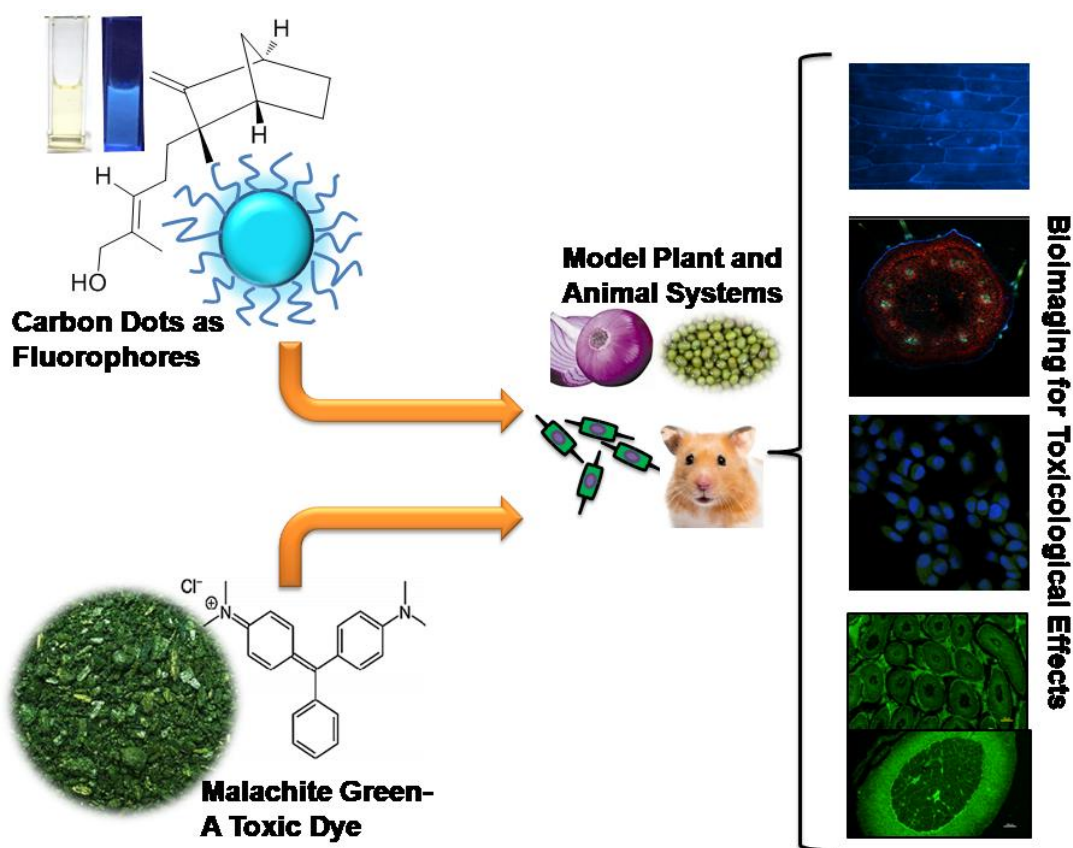 H
H
H
HO
Carbon Dots as
Fluorophores
Model Plant and
Animal Systems
BioImaging for Toxicological Effects
Cl⁻
⊕
N
N
Malachite Green-
A Toxic Dye